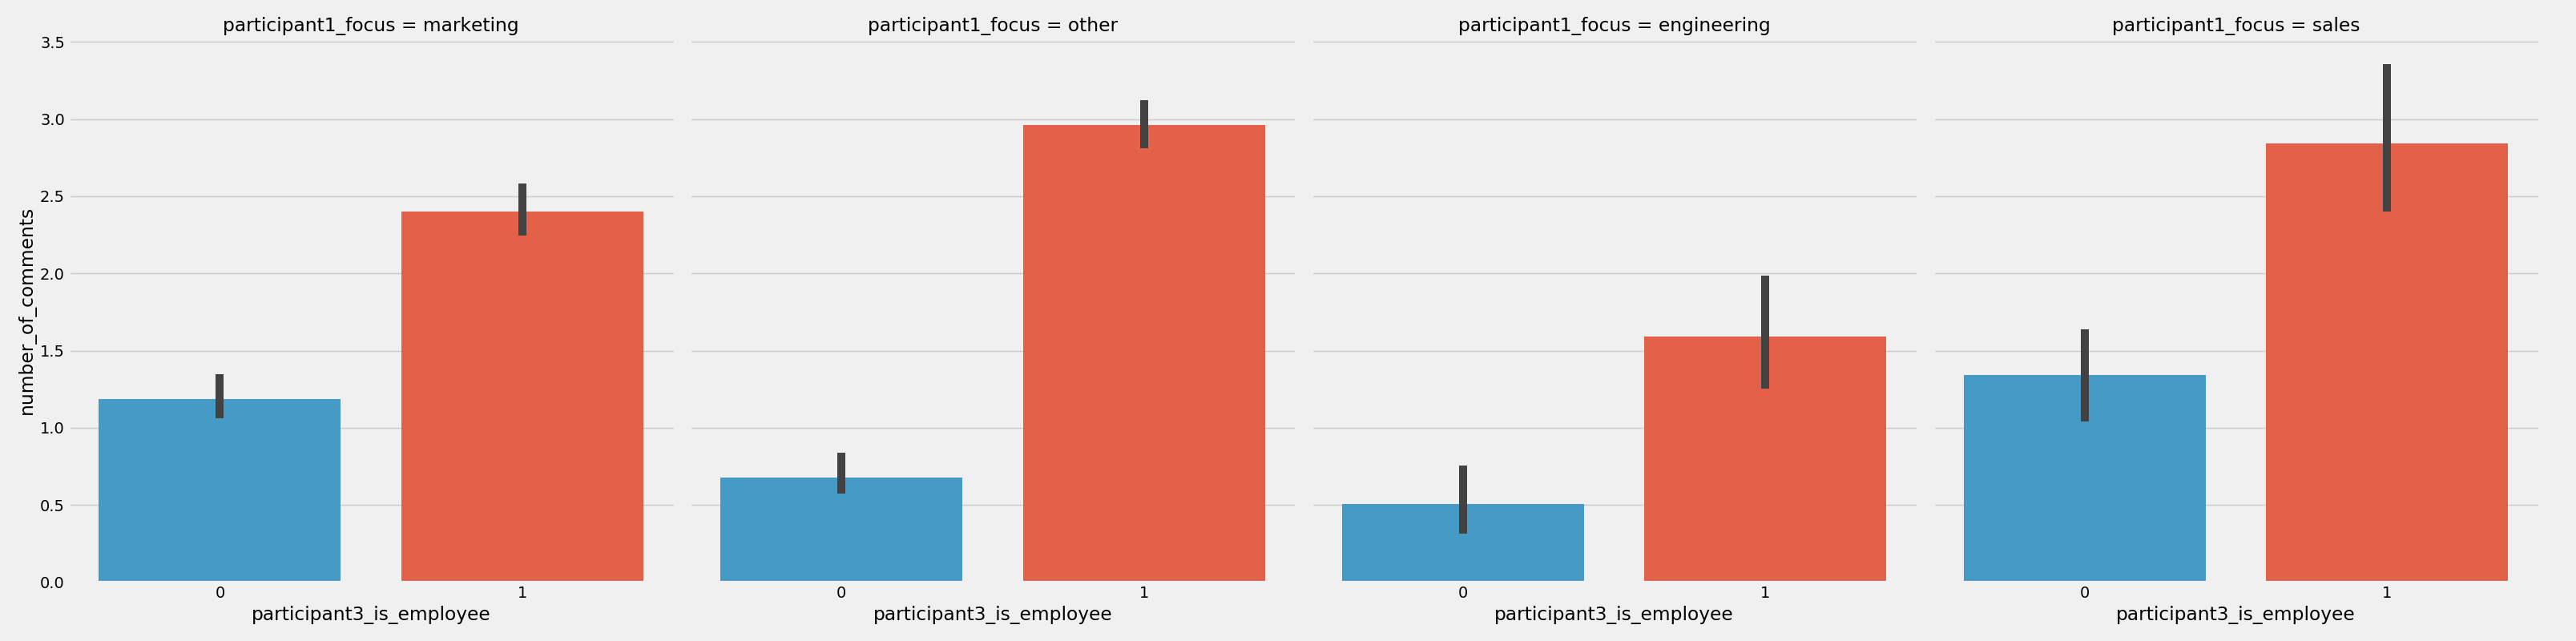 participant1_focus = marketing
participant1_focus = other
participant1_focus = engineering
participant1_focus = sales
3.5
3.0
2.5
2.0
1.5
1.0
0.5
0.0
number_of_comments
0 1
0 1
0 1
0 1
participant3_is_employee
participant3_is_employee
participant3_is_employee
participant3_is_employee